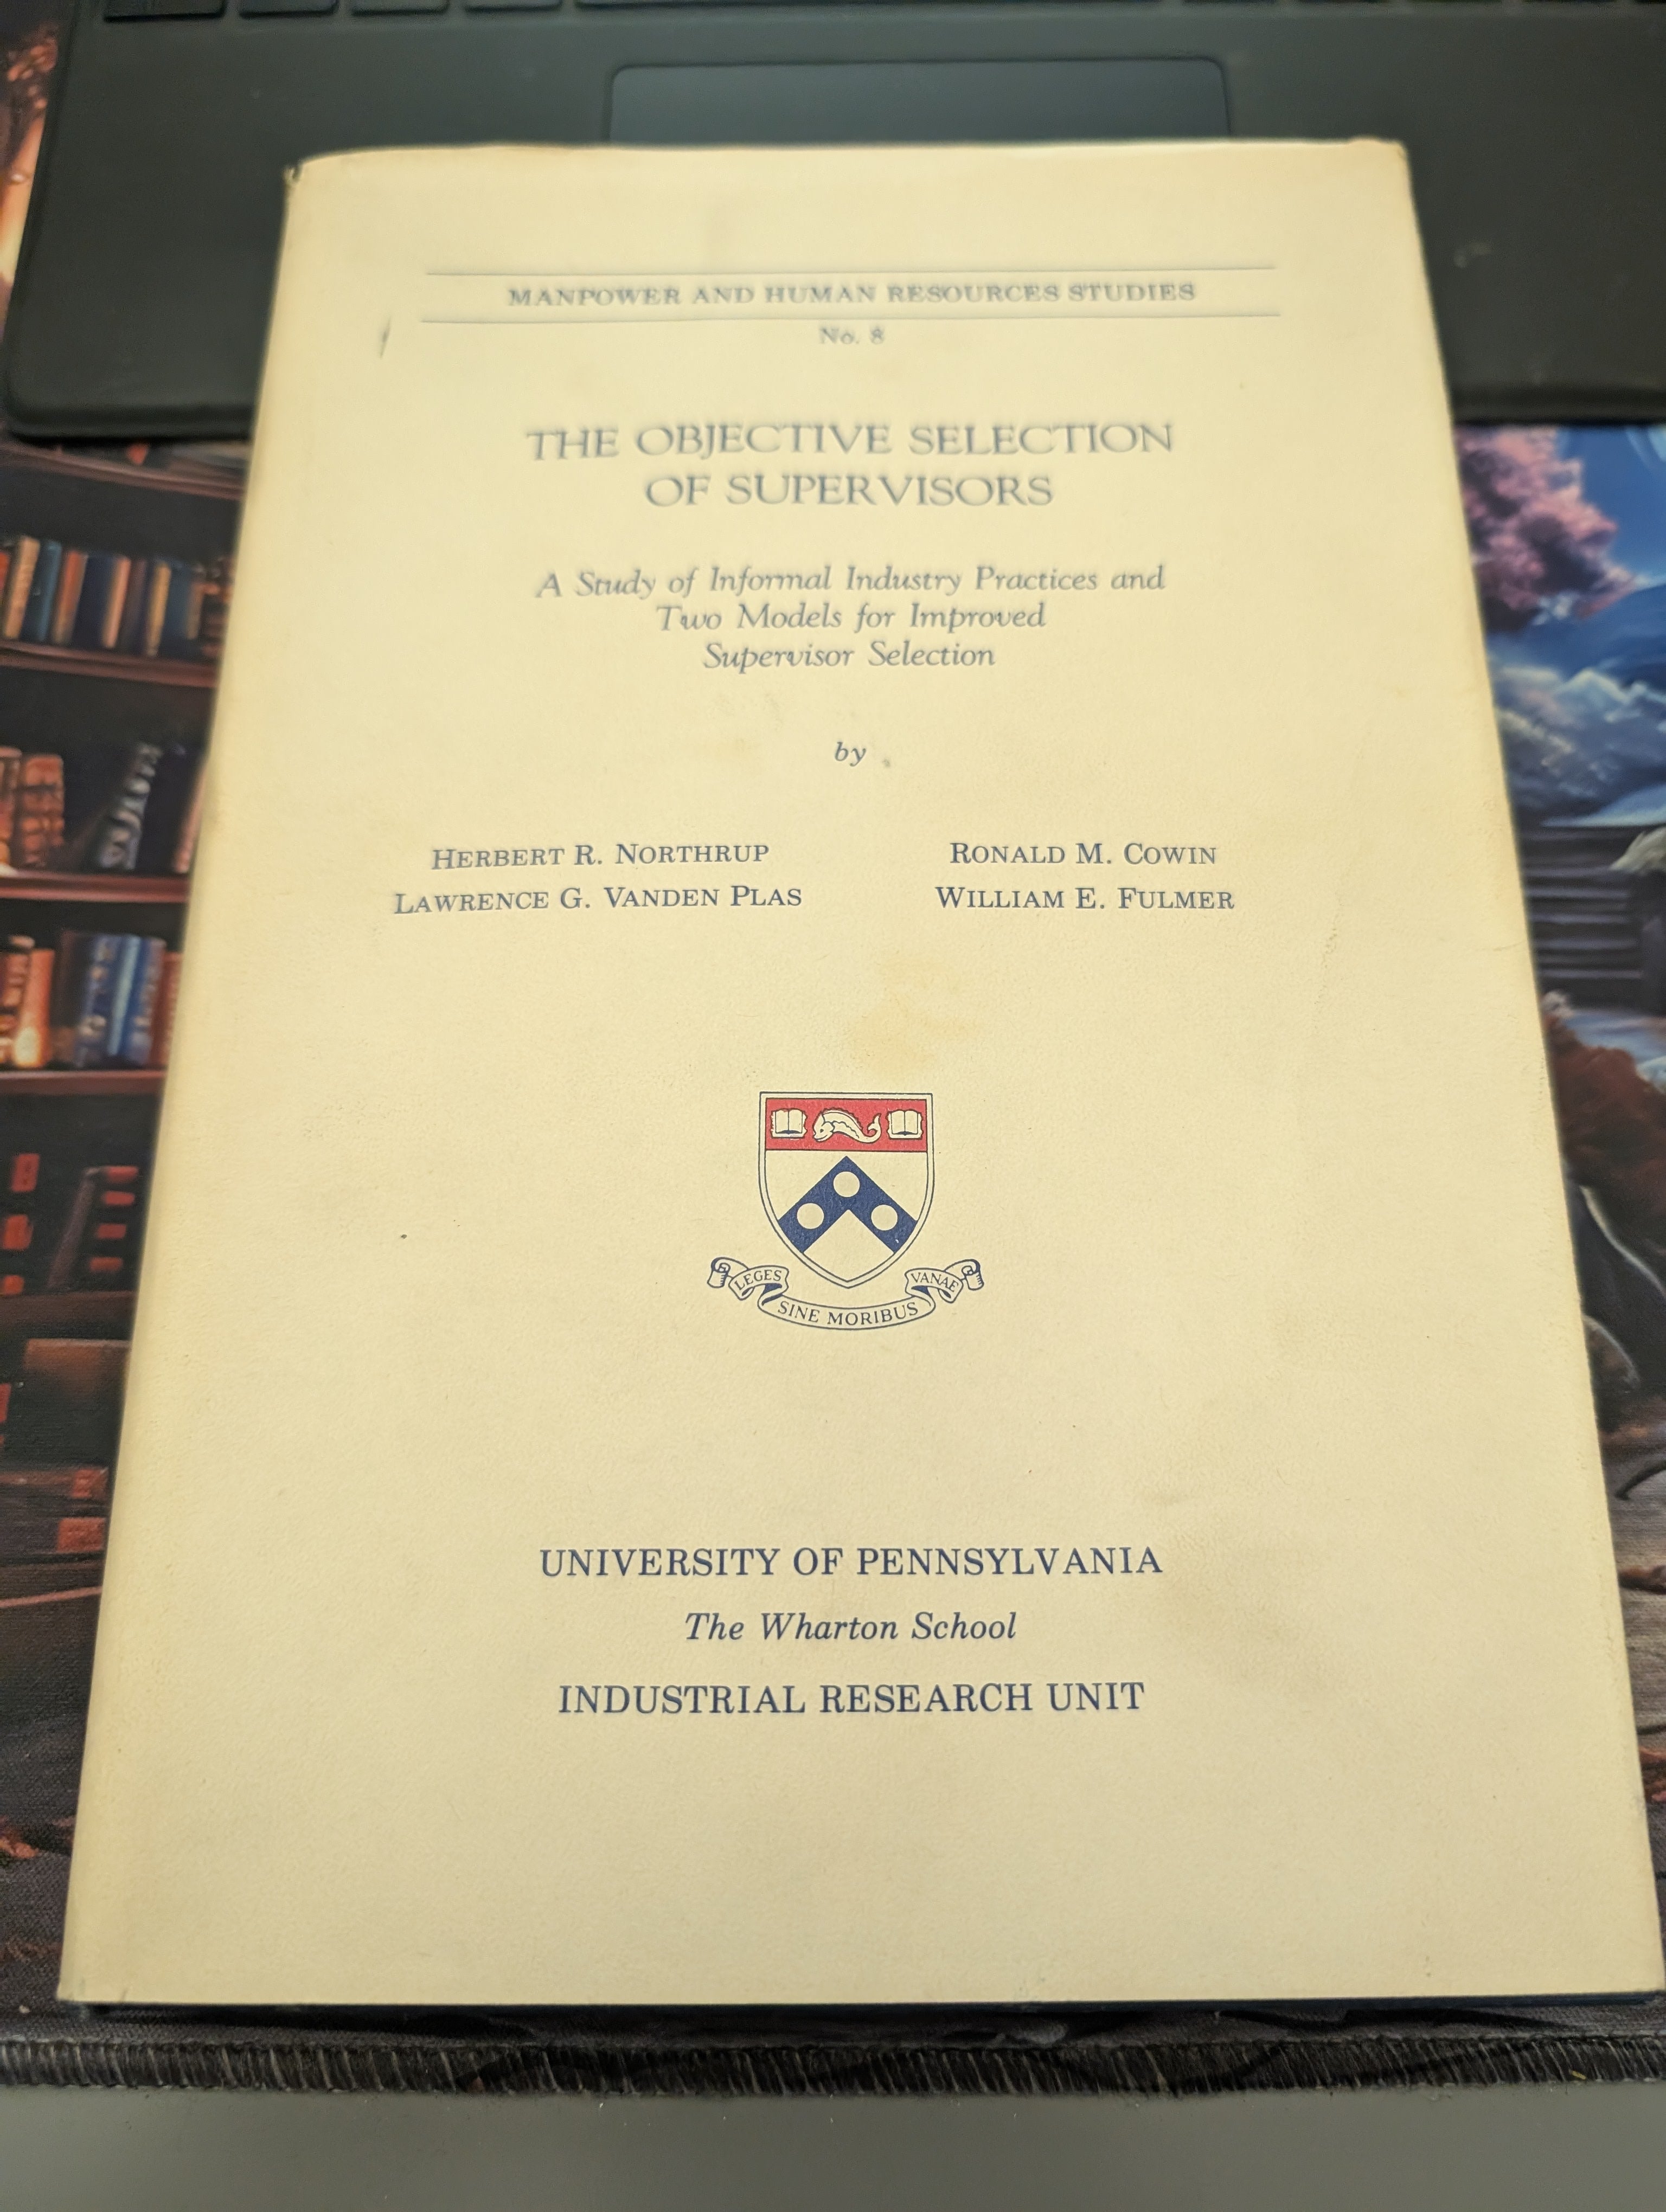 MANPOWER AND HUMAN RESOURCES STUDIES
No. 8
THE OBJECTIVE SELECTION
OF SUPERVISORS
A Study of Informal Industry Practices and
Two Models for Improved
Supervisor Selection
by
HERBERT R. NORTHRUP
LAWRENCE G. VANDEN PLAS
RONALD M. COWIN
WILLIAM E. FULMER
LEGES
SINE MORIBUS
VANAE
UNIVERSITY OF PENNSYLVANIA
The Wharton School
INDUSTRIAL RESEARCH UNIT